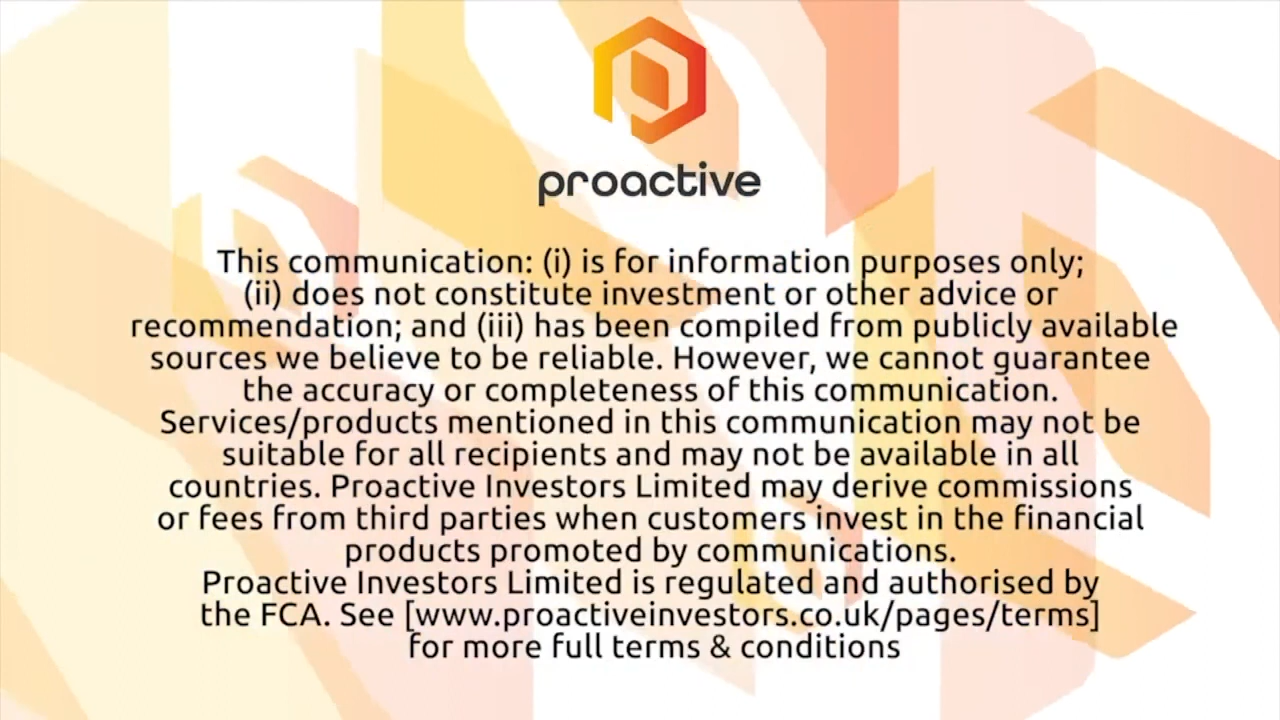 proactive
This communication: (i) is for information purposes only;
(ii) does not constitute investment or other advice or
recommendation; and (iii) has been compiled from publicly available
sources we believe to be reliable. However, we cannot guarantee
the accuracy or completeness of this communication.
Services/products mentioned in this communication may not be
suitable for all recipients and may not be available in all
countries. Proactive Investors Limited may derive commissions
or fees from third parties when customers invest in the financial
products promoted by communications.
Proactive Investors Limited is regulated and authorised by
the FCA. See [www.proactiveinvestors.co.uk/pages/terms]
for more full terms & conditions